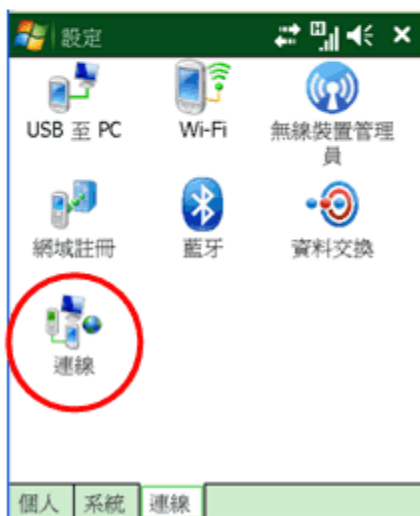 設定
USB 至 PC
Wi-Fi
無線裝置管理
員
網域註冊
藍牙
資料交換
連線
個人 系統 連線